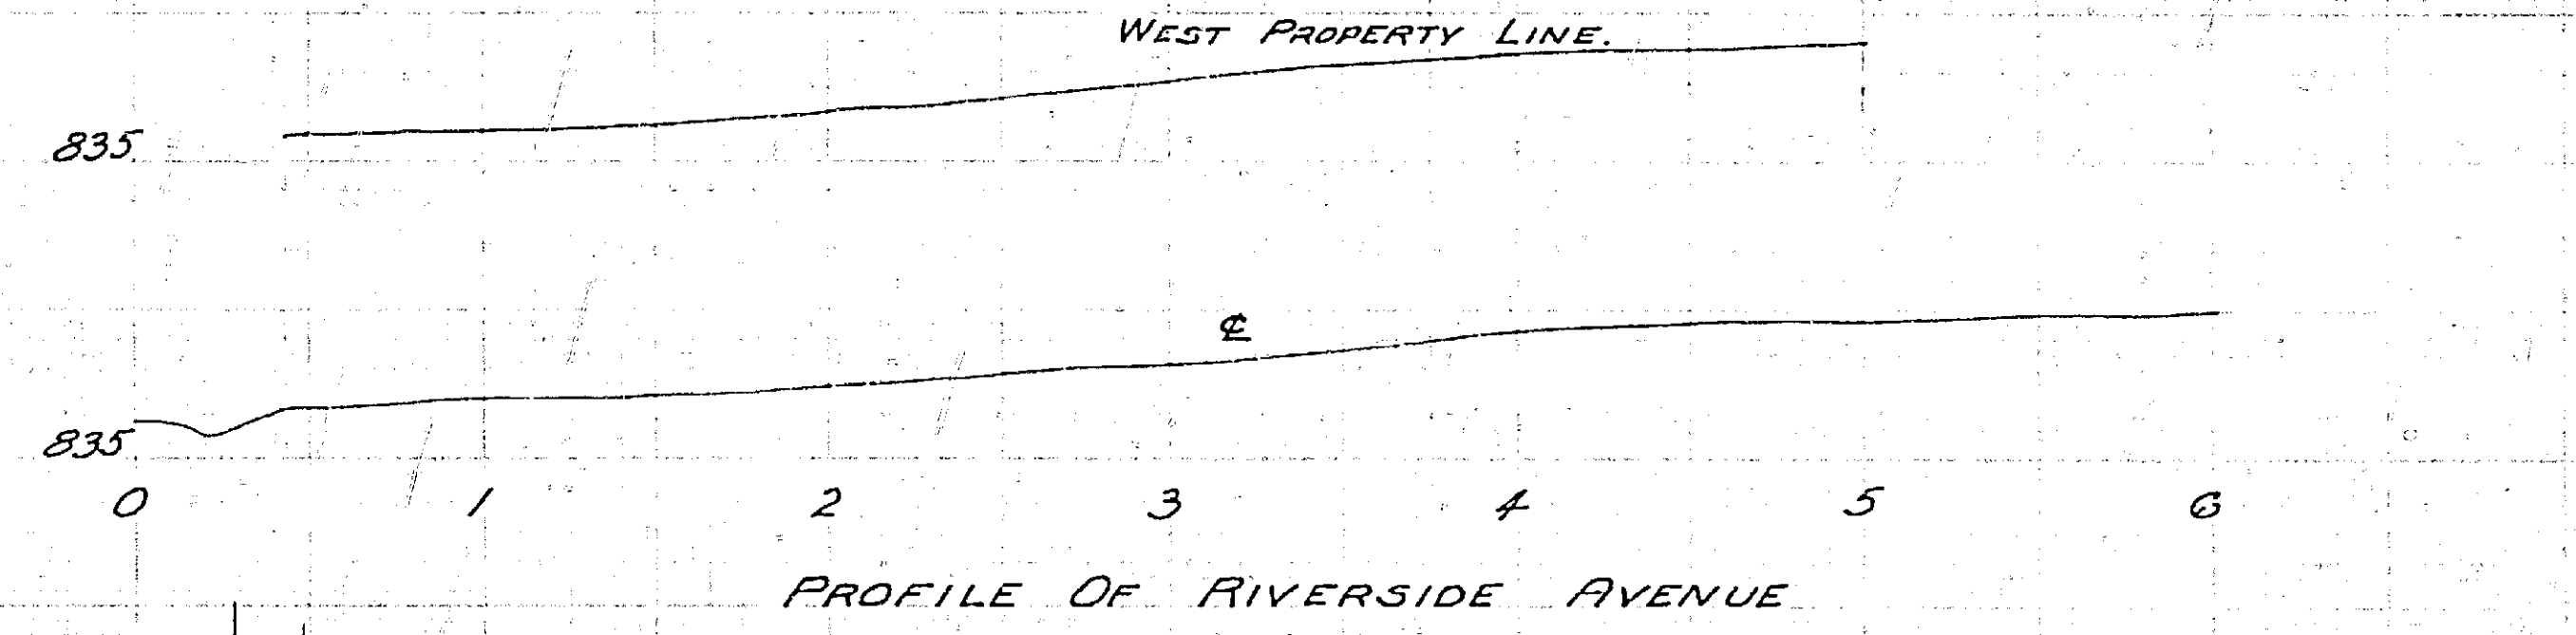 WEST PROPERTY LINE.
835
℄
835
0 1 2 3 4 5 6
PROFILE OF RIVERSIDE AVENUE